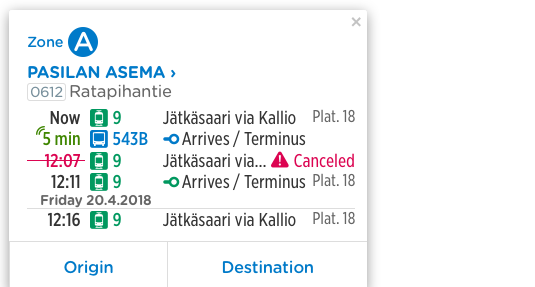 ×
Zone A
PASILAN ASEMA ›
0612 Ratapihantie
Now 9 Jätkäsaari via Kallio Plat. 18
5 min 543B Arrives / Terminus
12:07 9 Jätkäsaari via... Canceled
12:11 9 Arrives / Terminus Plat. 18
Friday 20.4.2018
12:16 9 Jätkäsaari via Kallio Plat. 18
Origin Destination